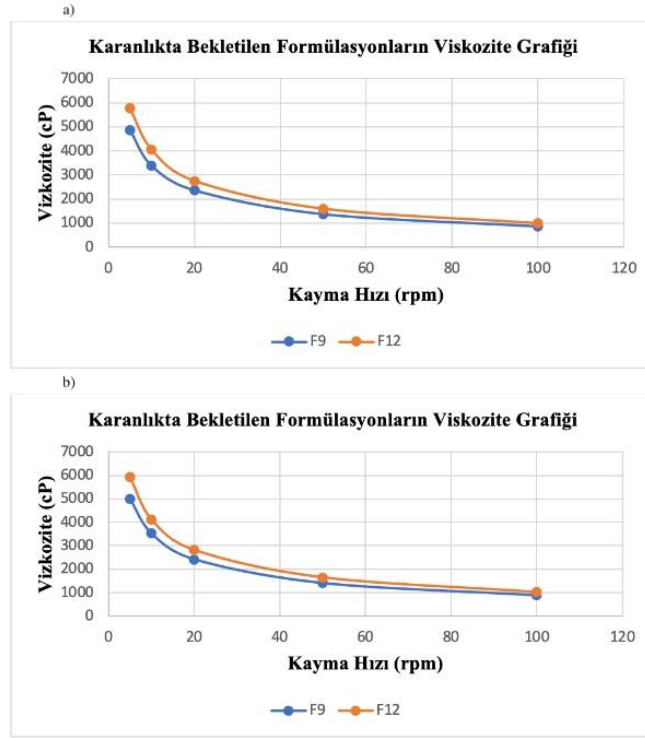 a)
Karanlıkta Bekletilen Formülasyonların Viskozite Grafiği
7000
6000
5000
4000
3000
2000
1000
0
Vizkozite (cP)
0 20 40 60 80 100 120
Kayma Hızı (rpm)
F9 F12
b)
Karanlıkta Bekletilen Formülasyonların Viskozite Grafiği
7000
6000
5000
4000
3000
2000
1000
0
Vizkozite (cP)
0 20 40 60 80 100 120
Kayma Hızı (rpm)
F9 F12